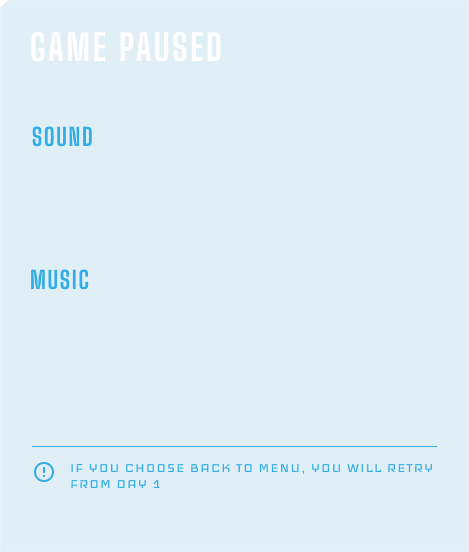 GAME PAUSED
SOUND
MUSIC
IF YOU CHOOSE BACK TO MENU, YOU WILL RETRY
FROM DAY 1